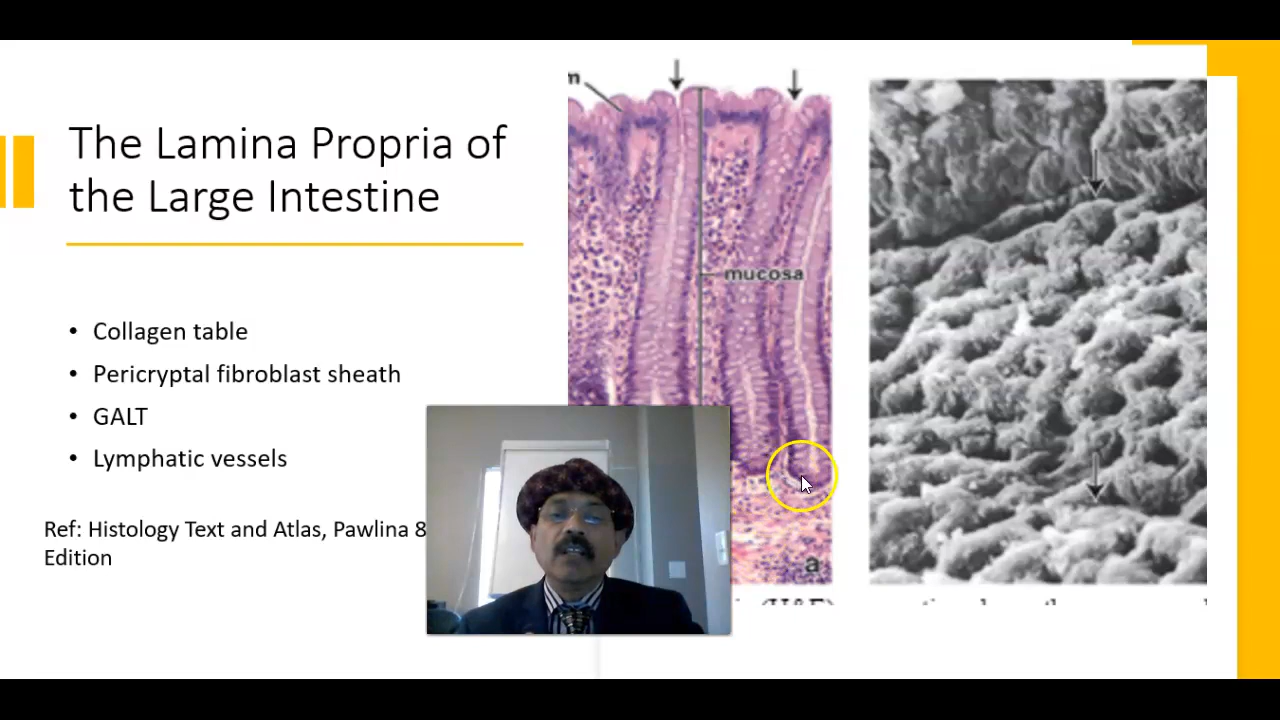 The Lamina Propria of
the Large Intestine
• Collagen table
• Pericryptal fibroblast sheath
• GALT
• Lymphatic vessels
Ref: Histology Text and Atlas, Pawlina 8
Edition
m
mucosa
a
(H&E)